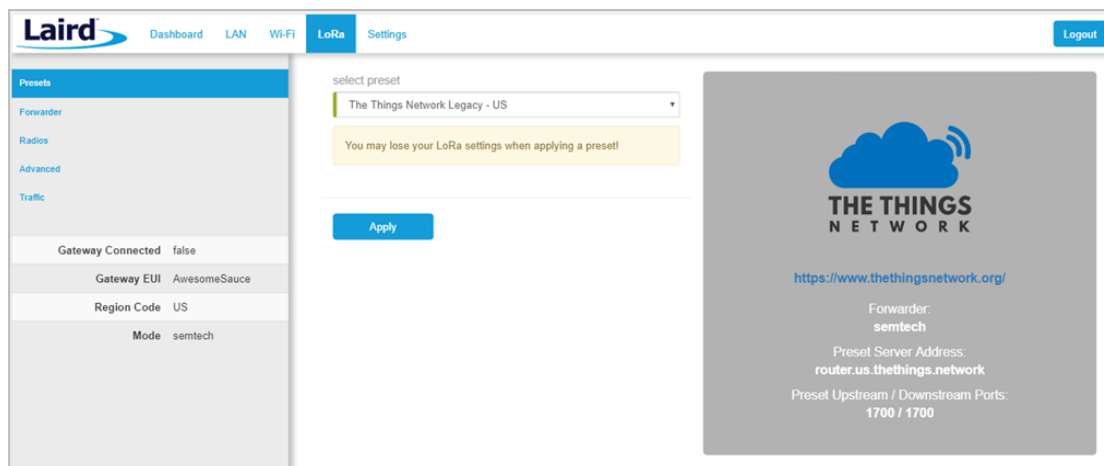 Laird
Dashboard LAN Wi-Fi LoRa Settings Logout
Presets
Forwarder
Radios
Advanced
Traffic
Gateway Connected false
Gateway EUI AwesomeSauce
Region Code US
Mode semtech
select preset
The Things Network Legacy - US
You may lose your LoRa settings when applying a preset!
Apply
THE THINGS
NETWORK
https://www.thethingsnetwork.org/
Forwarder:
semtech
Preset Server Address:
router.us.thethings.network
Preset Upstream / Downstream Ports:
1700 / 1700